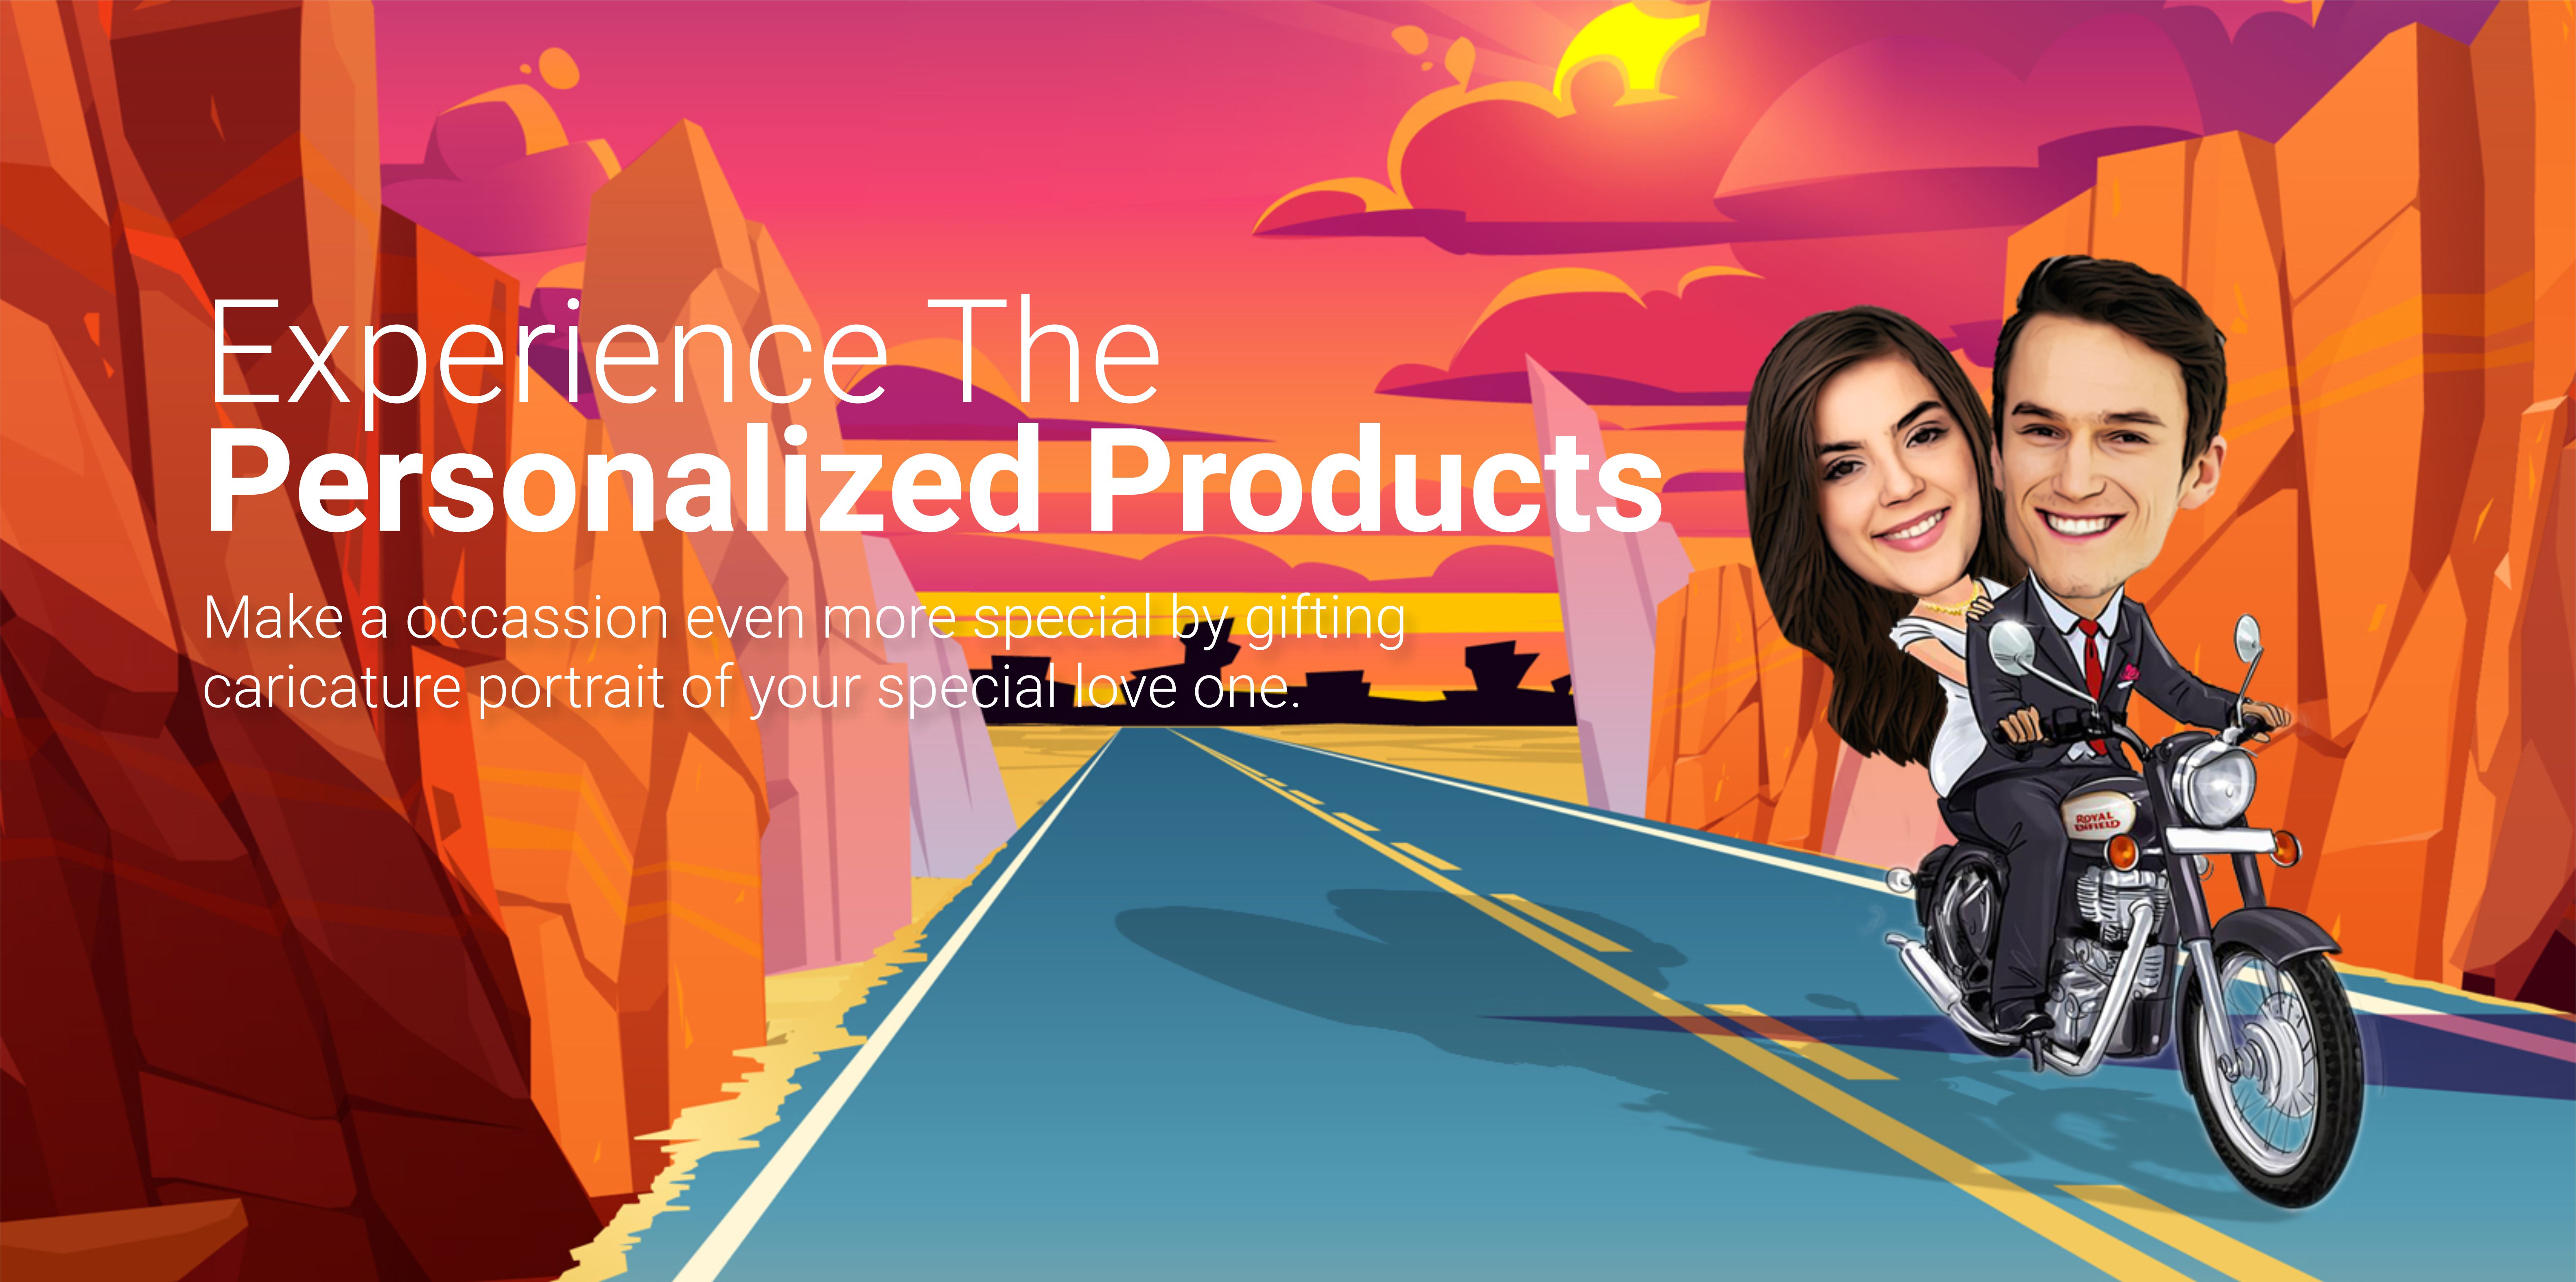 Experience The
Personalized Products
Make a occassion even more special by gifting
caricature portrait of your special love one.
ROYAL
ENFIELD